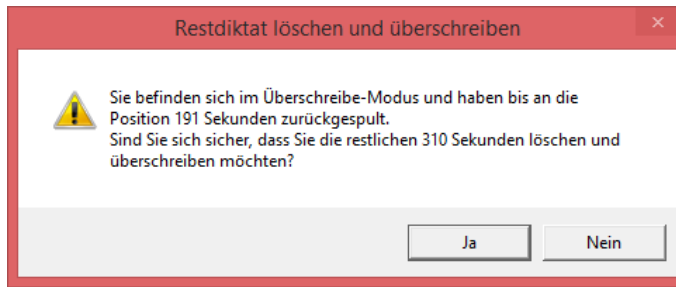 Restdiktat löschen und überschreiben
Sie befinden sich im Überschreibe-Modus und haben bis an die
Position 191 Sekunden zurückgespult.
Sind Sie sich sicher, dass Sie die restlichen 310 Sekunden löschen und
überschreiben möchten?
Ja
Nein